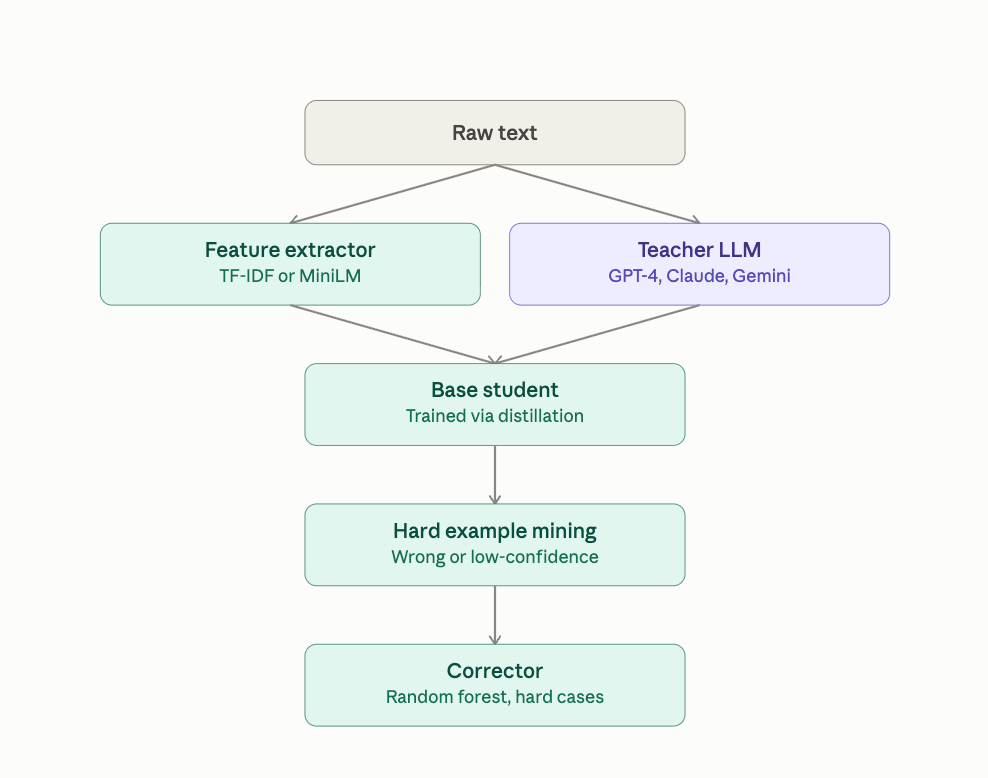 Raw text
Feature extractor
TF-IDF or MiniLM
Teacher LLM
GPT-4, Claude, Gemini
Base student
Trained via distillation
Hard example mining
Wrong or low-confidence
Corrector
Random forest, hard cases